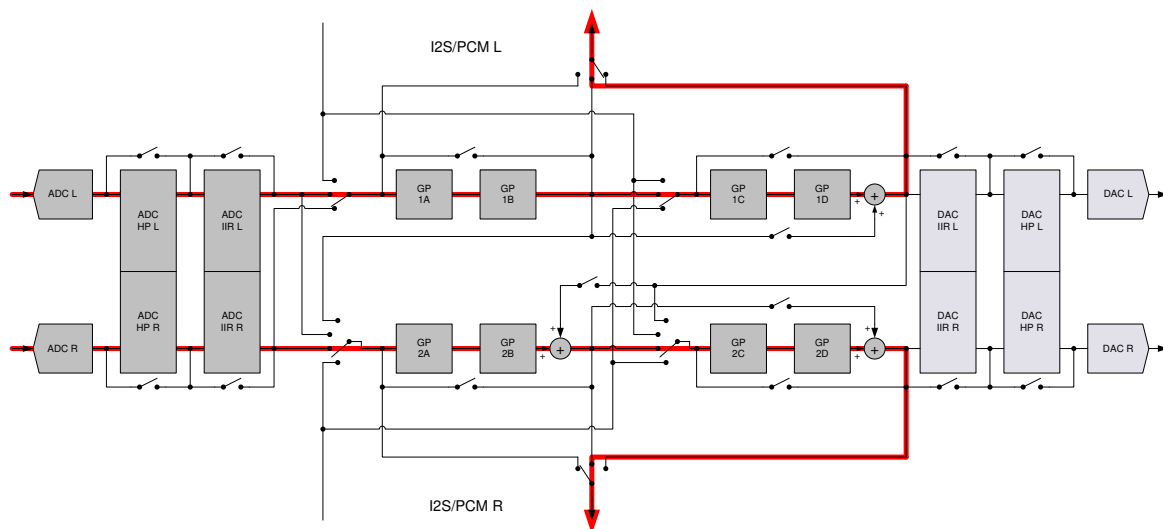 I2S/PCM L
ADC L
ADC
HP L
ADC
IIR L
GP
1A
GP
1B
GP
1C
GP
1D
+
+
+
DAC
IIR L
DAC
HP L
DAC L
ADC R
ADC
HP R
ADC
IIR R
GP
2A
GP
2B
+
+
+
GP
2C
GP
2D
+
+
+
DAC
IIR R
DAC
HP R
DAC R
I2S/PCM R